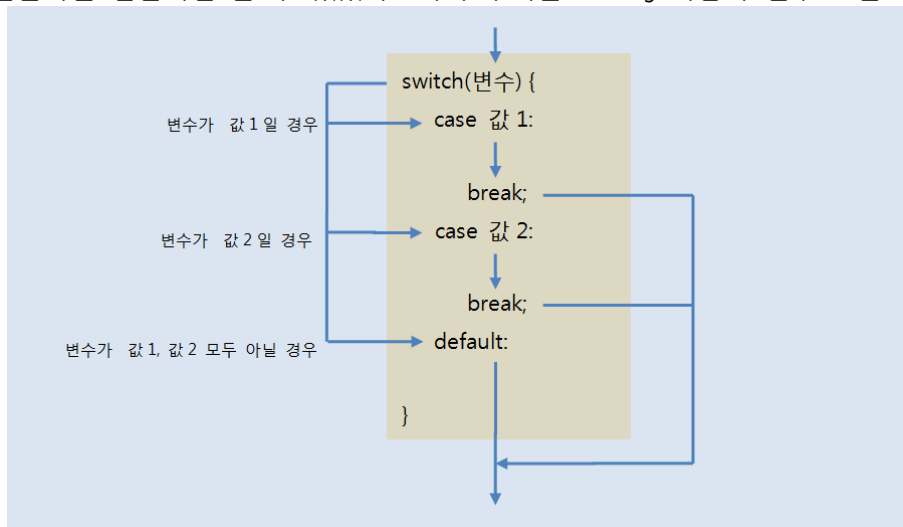 switch(변수) {
변수가 값 1 일 경우
case 값 1:
break;
변수가 값 2 일 경우
case 값 2:
break;
변수가 값 1, 값 2 모두 아닐 경우
default:
}